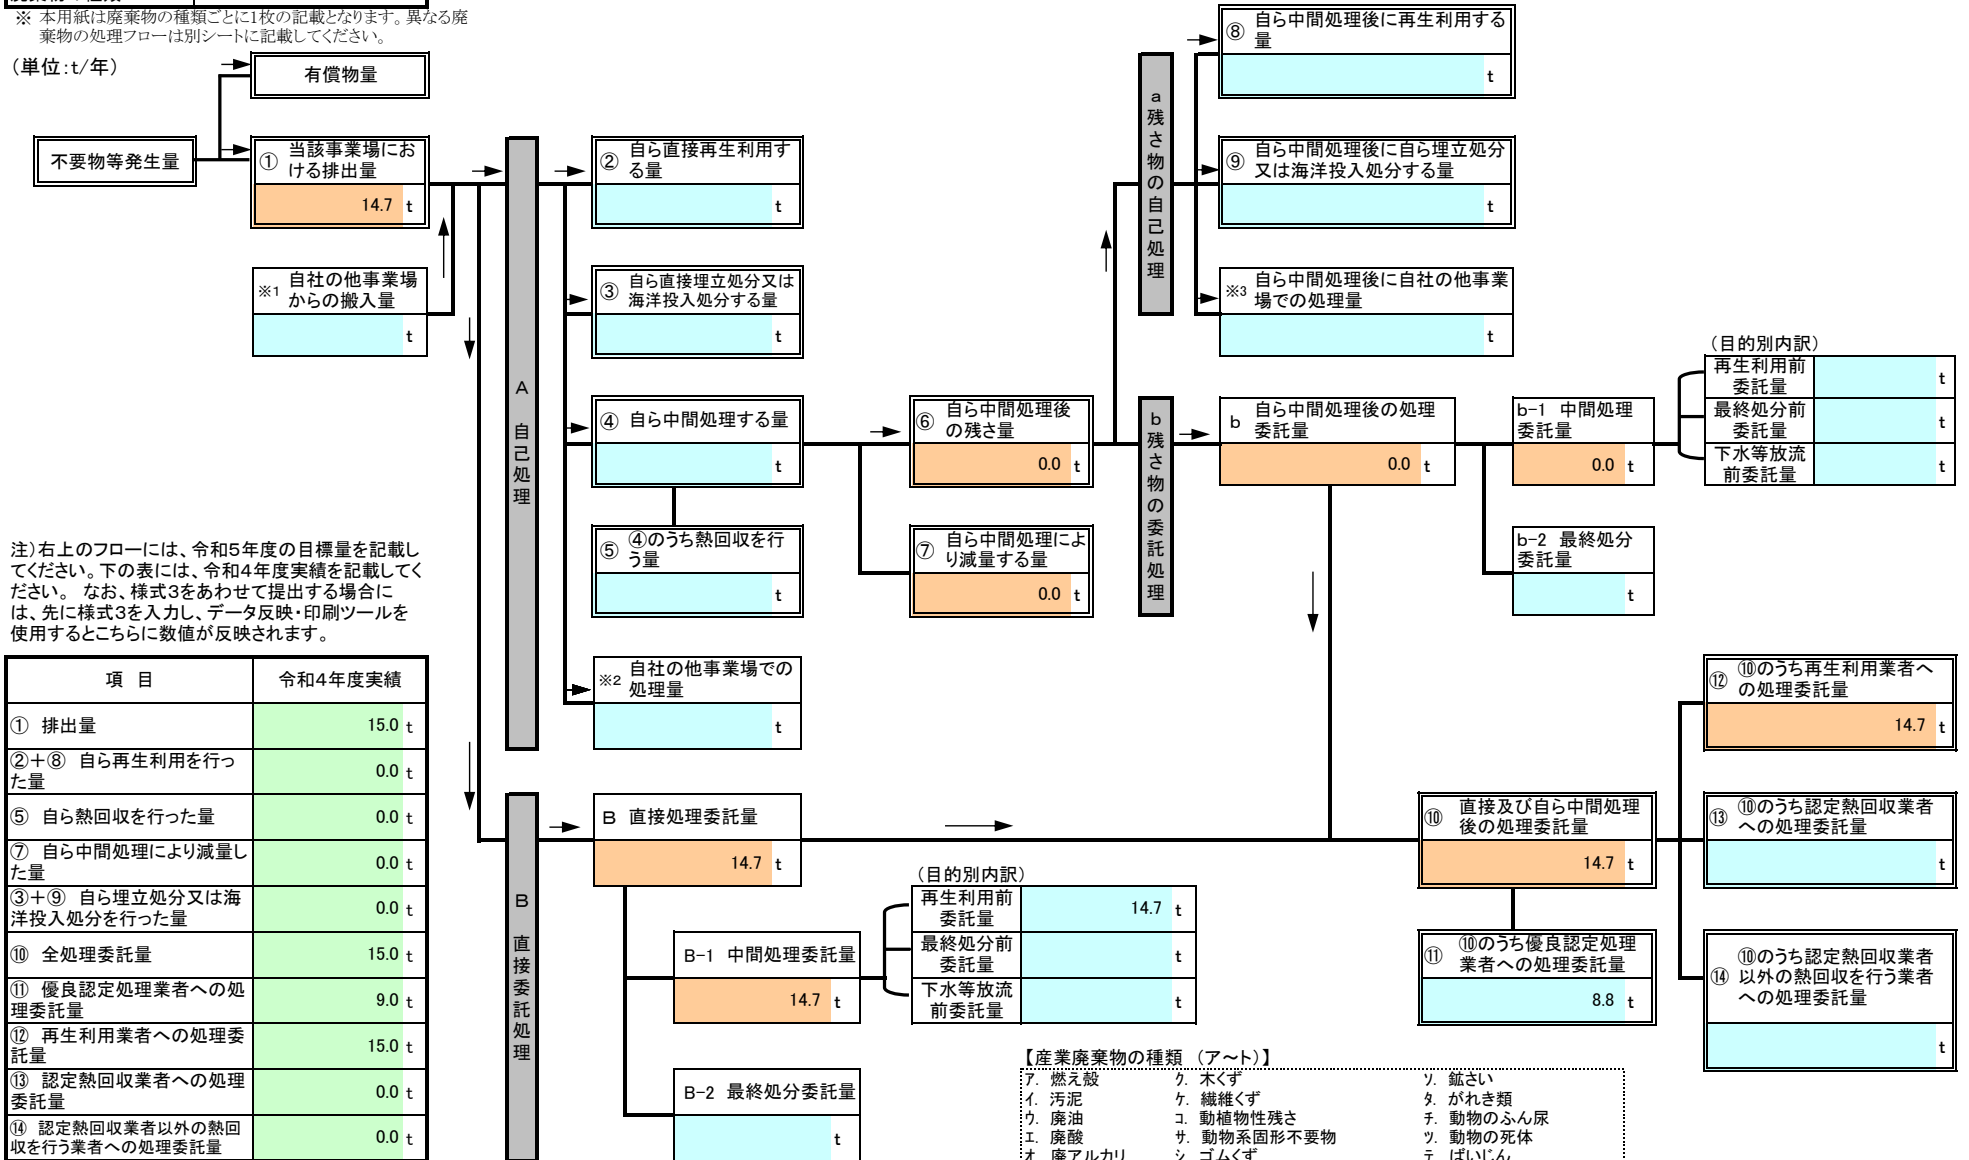 ※ 本用紙は廃棄物の種類ごとに1枚の記載となります。異なる廃
棄物の処理フローは別シートに記載してください。
（単位：t/年）
有償物量
不要物等発生量
① 当該事業場にお
ける排出量
14.7 t
※1 自社の他事業場
からの搬入量
t
A 自己処理
② 自ら直接再生利用す
る量
t
③ 自ら直接埋立処分又は
海洋投入処分する量
t
④ 自ら中間処理する量
t
⑤ ④のうち熱回収を行
う量
t
※2 自社の他事業場での
処理量
t
⑥ 自ら中間処理後
の残さ量
0.0 t
⑦ 自ら中間処理によ
り減量する量
0.0 t
a 残さ物の自己処理
⑧ 自ら中間処理後に再生利用する
量
t
⑨ 自ら中間処理後に自ら埋立処分
又は海洋投入処分する量
t
※3 自ら中間処理後に自社の他事業
場での処理量
t
b 残さ物の委託処理
b 自ら中間処理後の処理
委託量
0.0 t
b-1 中間処理
委託量
0.0 t
（目的別内訳）
再生利用前
委託量
t
最終処分前
委託量
t
下水等放流
前委託量
t
b-2 最終処分
委託量
t
注）右上のフローには、令和5年度の目標量を記載し
てください。下の表には、令和4年度実績を記載してく
ださい。 なお、様式3をあわせて提出する場合に
は、先に様式3を入力し、データ反映・印刷ツールを
使用するとこちらに数値が反映されます。
項 目 令和4年度実績
① 排出量 15.0 t
②＋⑧ 自ら再生利用を行っ
た量 0.0 t
⑤ 自ら熱回収を行った量 0.0 t
⑦ 自ら中間処理により減量し
た量 0.0 t
③＋⑨ 自ら埋立処分又は海
洋投入処分を行った量 0.0 t
⑩ 全処理委託量 15.0 t
⑪ 優良認定処理業者への処
理委託量 9.0 t
⑫ 再生利用業者への処理委
託量 15.0 t
⑬ 認定熱回収業者への処理
委託量 0.0 t
⑭ 認定熱回収業者以外の熱回
収を行う業者への処理委託量 0.0 t
B 直接委託処理
B 直接処理委託量
14.7 t
B-1 中間処理委託量
14.7 t
B-2 最終処分委託量
t
（目的別内訳）
再生利用前
委託量
14.7 t
最終処分前
委託量
t
下水等放流
前委託量
t
⑩ 直接及び自ら中間処理
後の処理委託量
14.7 t
⑪ ⑩のうち優良認定処理
業者への処理委託量
8.8 t
⑫ ⑩のうち再生利用業者へ
の処理委託量
14.7 t
⑬ ⑩のうち認定熱回収業者
への処理委託量
t
⑭ ⑩のうち認定熱回収業者
以外の熱回収を行う業者
への処理委託量
t
【産業廃棄物の種類 （ア～ト）】
ア. 燃え殻 ク. 木くず ソ. 鉱さい
イ. 汚泥 ケ. 繊維くず タ. がれき類
ウ. 廃油 コ. 動植物性残さ チ. 動物のふん尿
エ. 廃酸 サ. 動物系固形不要物 ツ. 動物の死体
オ. 廃アルカリ シ. ゴムくず テ. ばいじん